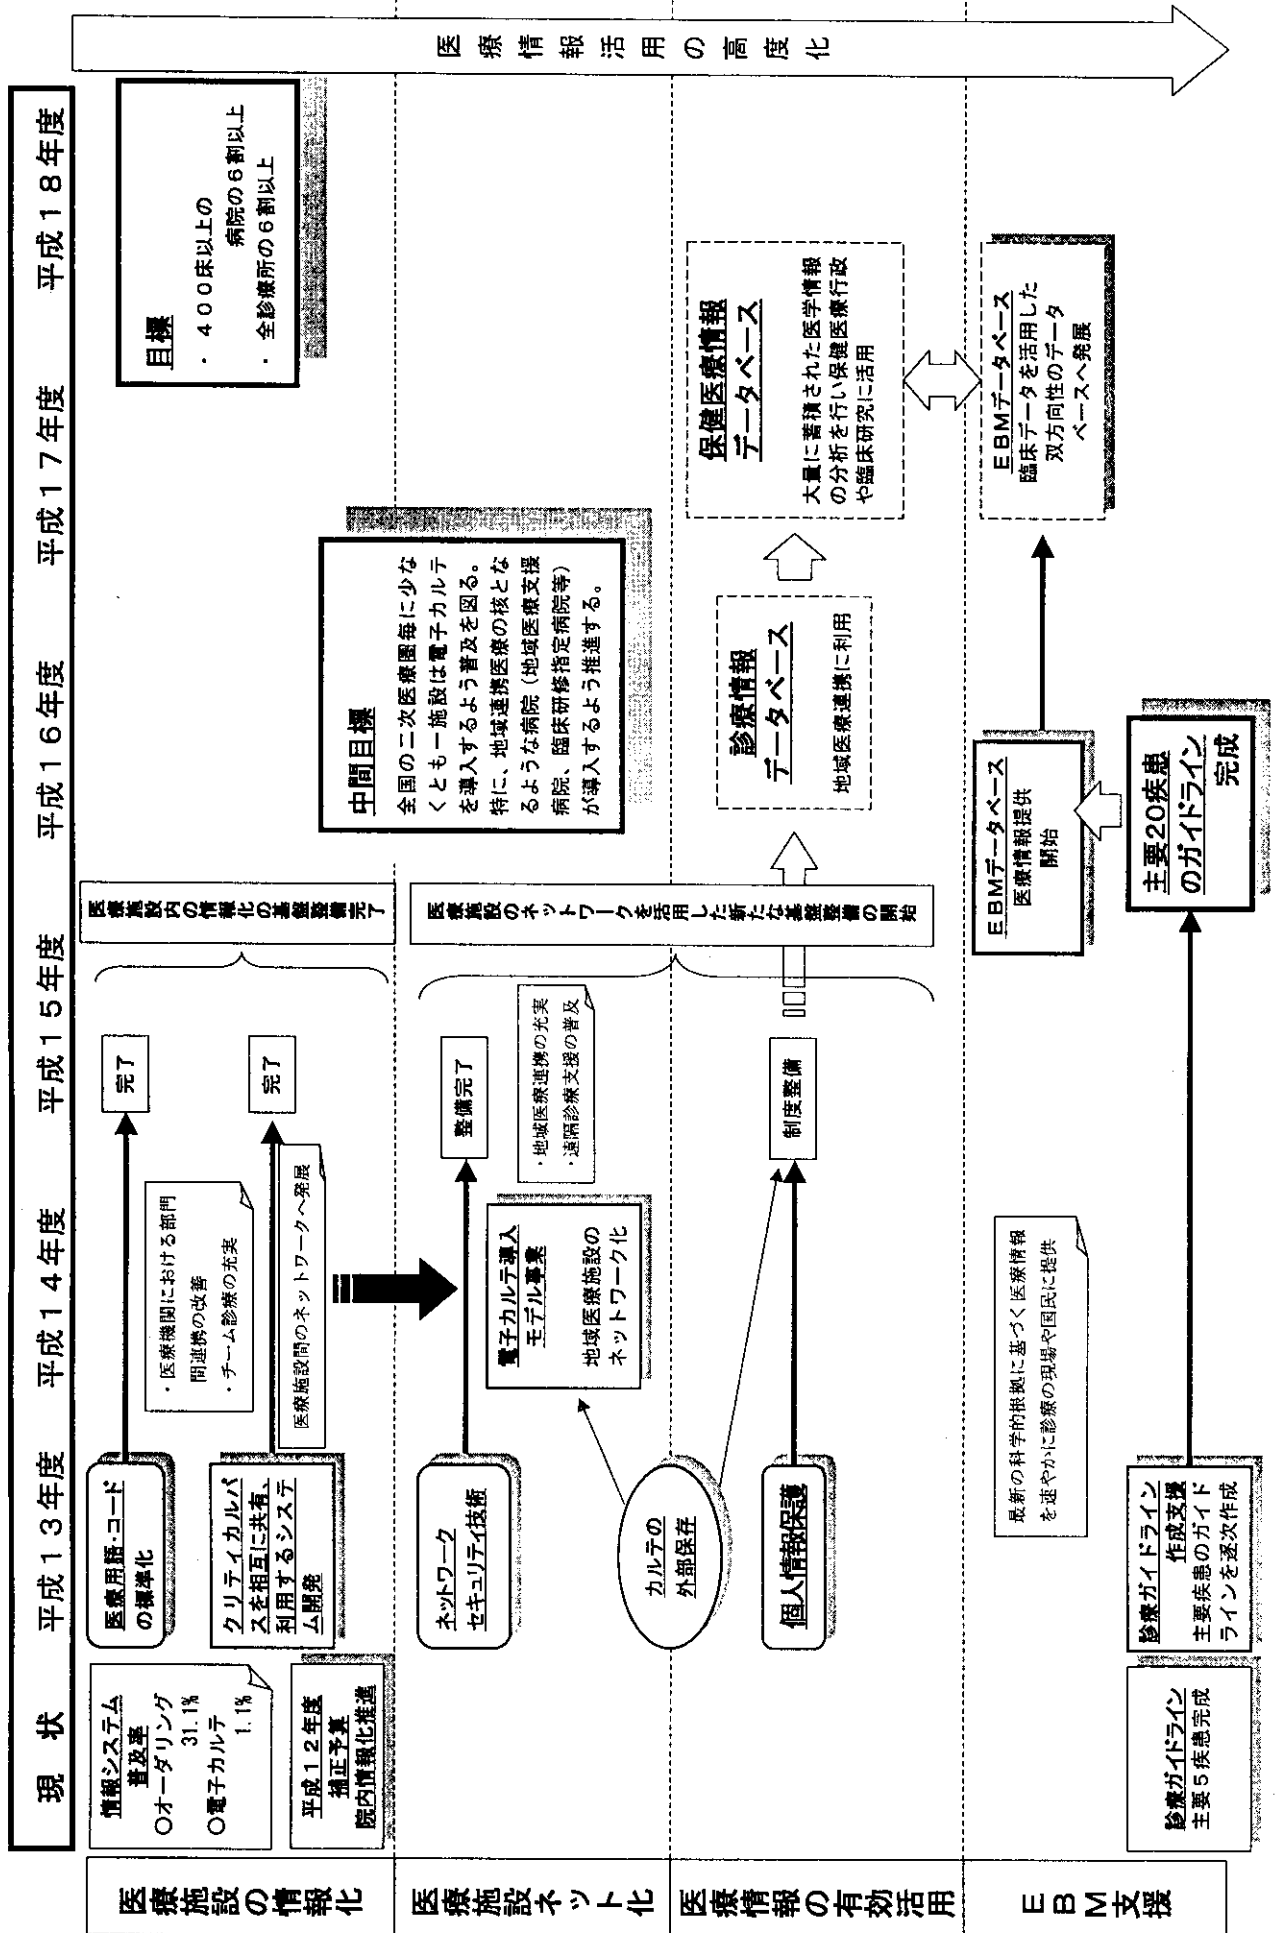 現　状
平成１３年度
平成１４年度
平成１５年度
平成１６年度
平成１７年度
平成１８年度
医療施設の情報化
情報システム
普及率
○オーダリング
31.1%
○電子カルテ
1.1%
平成１２年度
補正予算
院内情報化推進
医療用語・コード
の標準化
完了
・医療機関における部門
間連携の改善
・チーム診療の充実
クリティカルパ
スを相互に共有、
利用するシステ
ム開発
完了
医療施設間のネットワークへ発展
医療施設内の情報化の基盤整備完了
目標
・４００床以上の
病院の６割以上
・全診療所の６割以上
中間目標
全国の二次医療圏毎に少な
くとも一施設は電子カルテ
を導入するよう普及を図る。
特に、地域連携医療の核とな
るような病院（地域医療支援
病院、臨床研修指定病院等）
が導入するよう推進する。
医療施設ネット化
ネットワーク
セキュリティ技術
整備完了
電子カルテ導入
モデル事業
地域医療施設の
ネットワーク化
・地域医療連携の充実
・遠隔診療支援の普及
カルテの
外部保存
医療施設のネットワークを活用した新たな基盤整備の開始
医療情報の有効活用
個人情報保護
制度整備
診療情報
データベース
地域医療連携に利用
保健医療情報
データベース
大量に蓄積された医学情報
の分析を行い保健医療行政
や臨床研究に活用
ＥＢＭ支援
最新の科学的根拠に基づく医療情報
を速やかに診療の現場や国民に提供
診療ガイドライン
主要５疾患完成
診療ガイドライン
作成支援
主要疾患のガイド
ラインを逐次作成
主要20疾患
のガイドライン
完成
ＥＢＭデータベース
医療情報提供
開始
ＥＢＭデータベース
臨床データを活用した
双方向性のデータ
ベースへ発展
医療情報活用の高度化